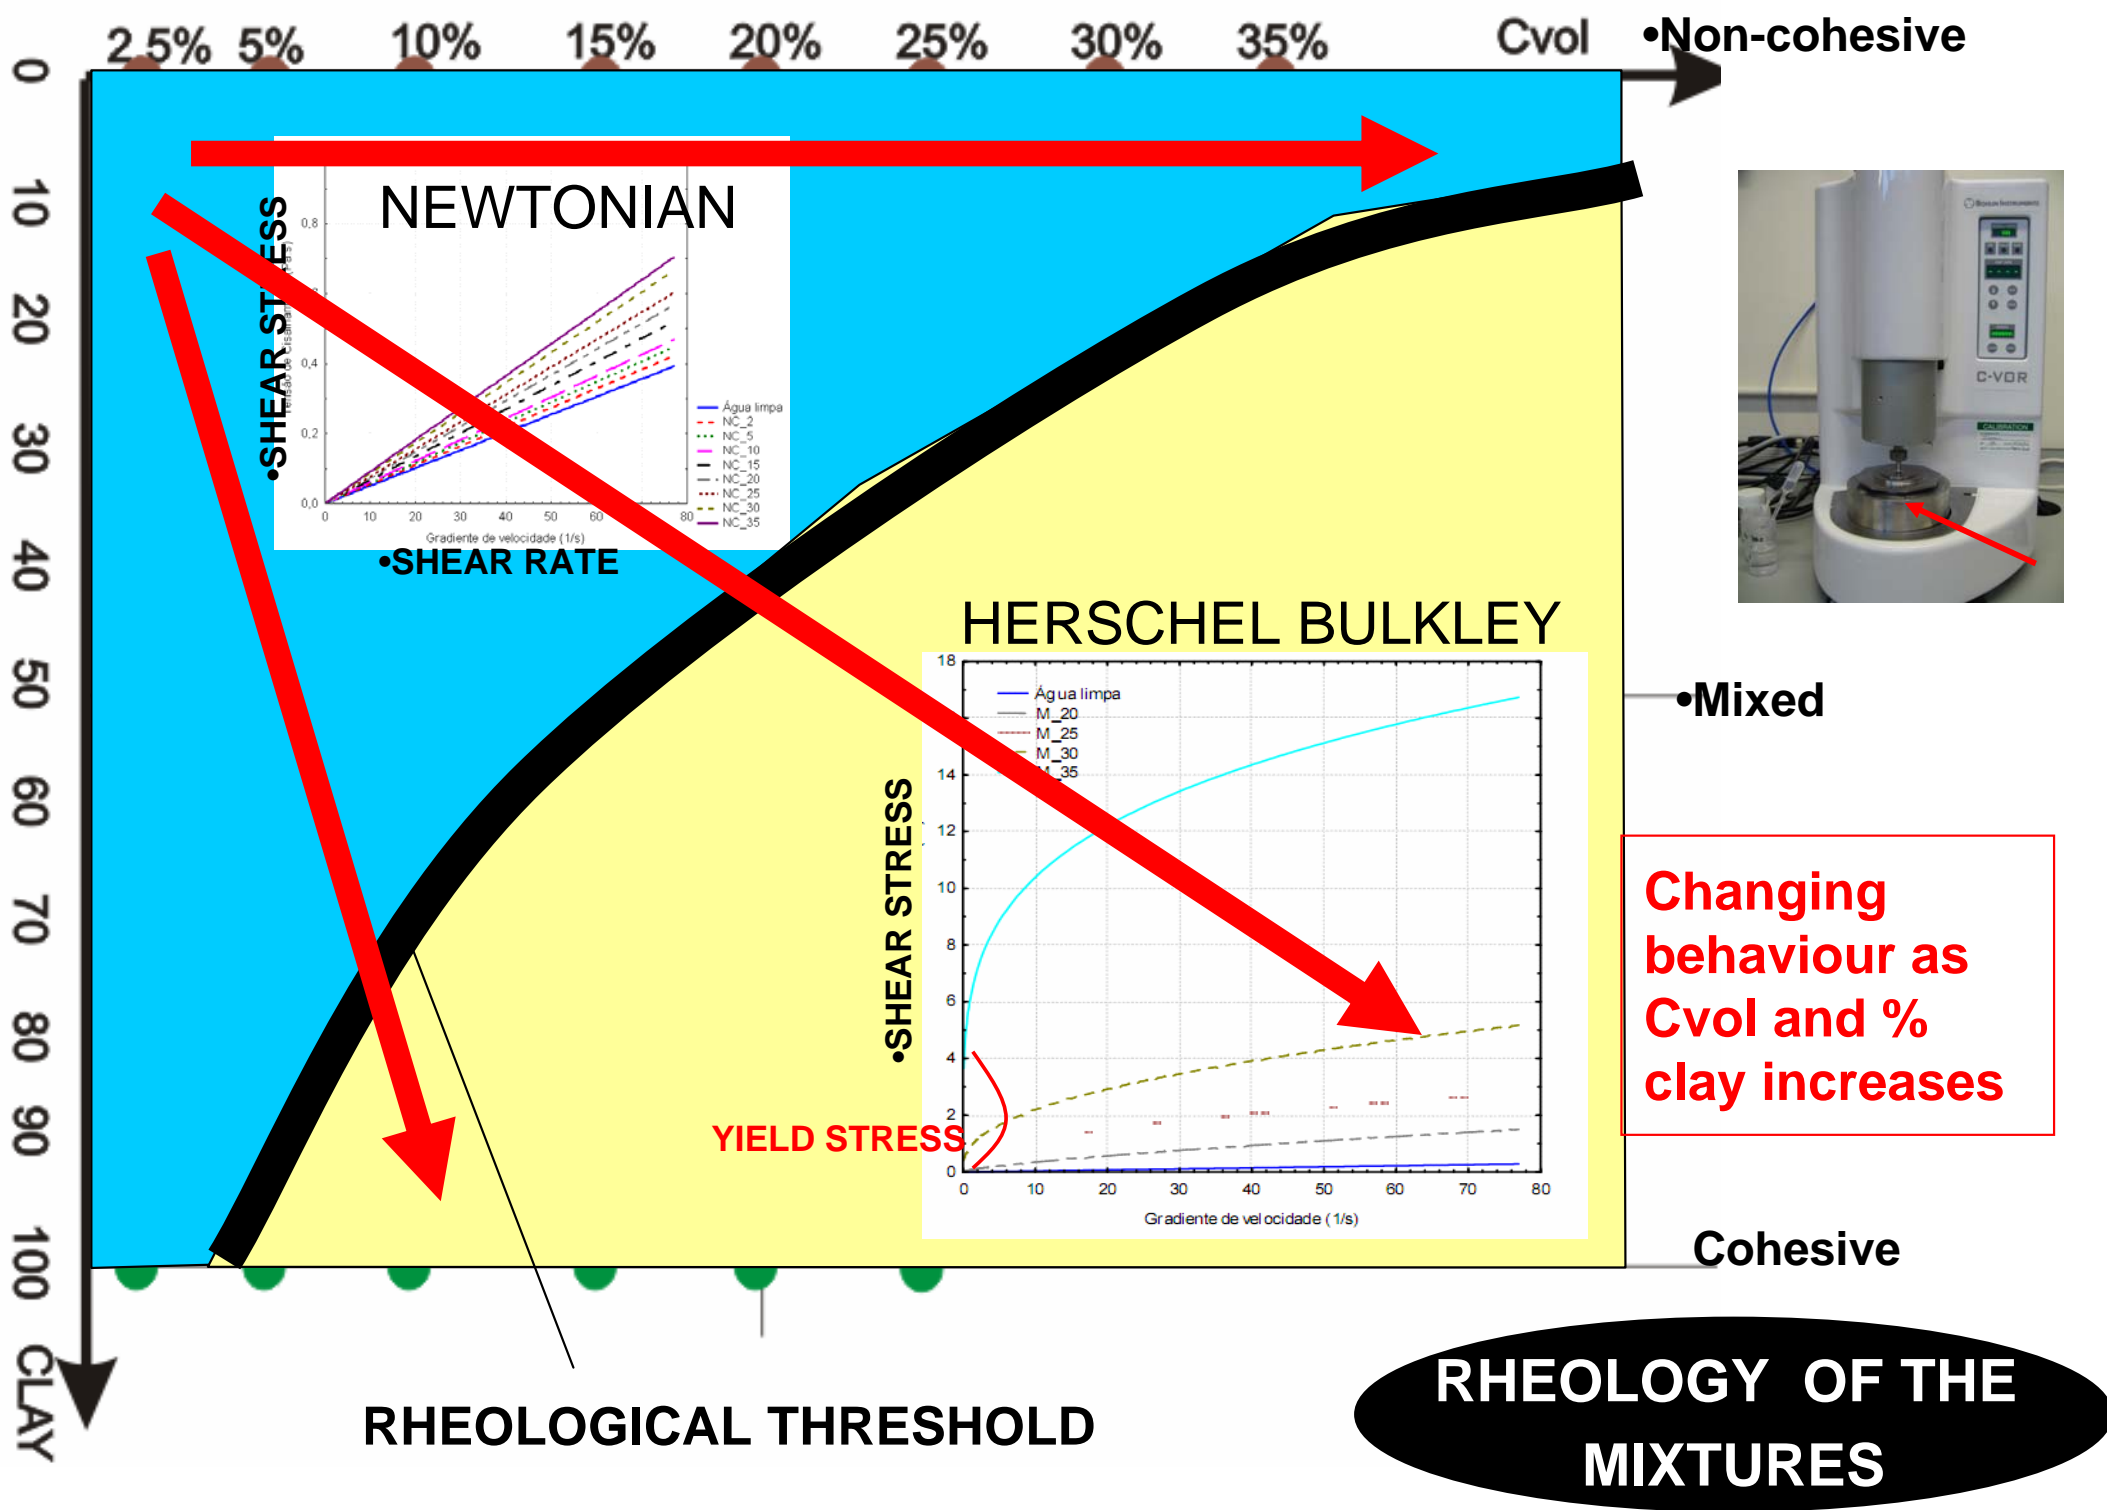 2.5% 5% 10% 15% 20% 25% 30% 35% Cvol
•Non-cohesive
0
10
20
30
40
50
60
70
80
90
100
CLAY
NEWTONIAN
•SHEAR STRESS
0,8
0,4
0,2
0,0
0 10 20 30 40 50 60 80
Gradiente de velocidade (1/s)
•SHEAR RATE
Água limpa
NC_2
NC_5
NC_10
NC_15
NC_20
NC_25
NC_30
NC_35
BOHLIN INSTRUMENTS
C-VOR
CALIBRATION
HERSCHEL BULKLEY
•SHEAR STRESS
18
14
12
10
8
6
4
2
0
Água limpa
M_20
M_25
M_30
M_35
0 10 20 30 40 50 60 70 80
Gradiente de velocidade (1/s)
YIELD STRESS
•Mixed
Changing
behaviour as
Cvol and %
clay increases
Cohesive
RHEOLOGICAL THRESHOLD
RHEOLOGY OF THE
MIXTURES